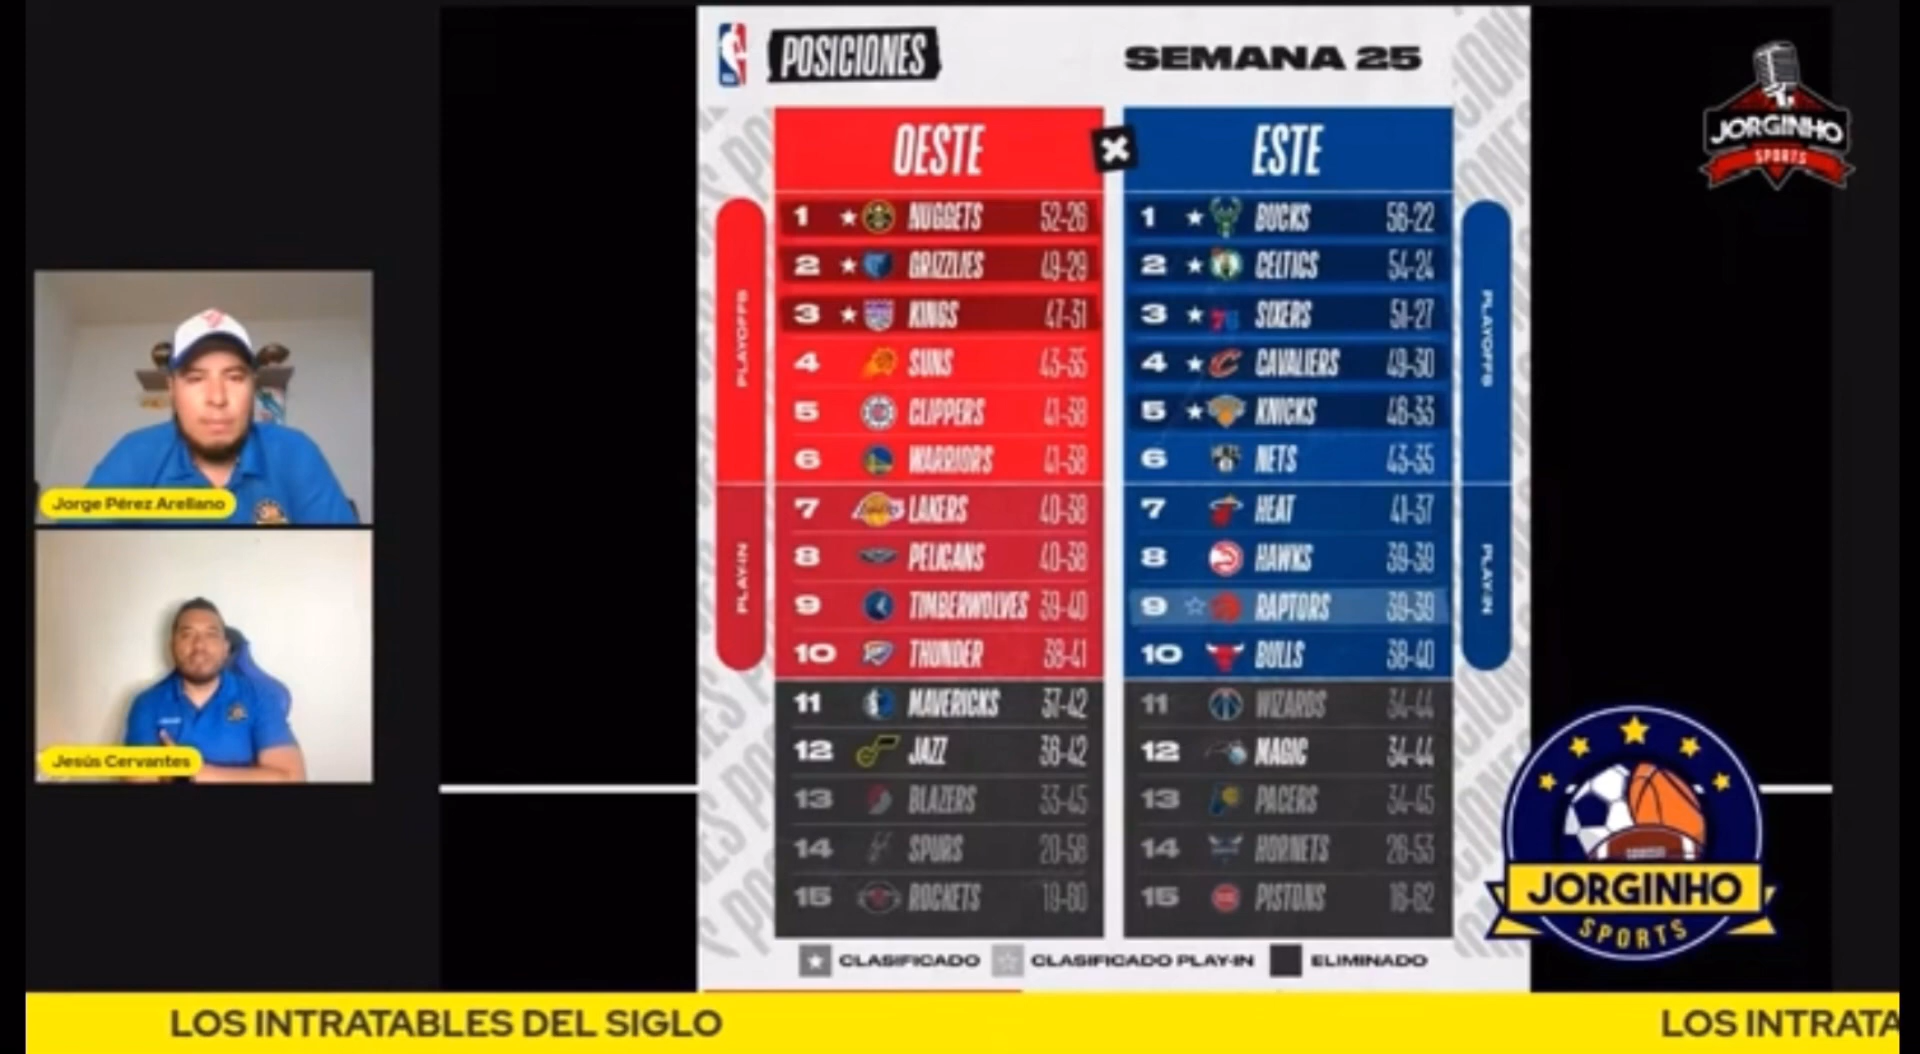 POSICIONES
SEMANA 25
JORGINHO
SPORTS
OESTE
ESTE
PLAYOFFS
PLAY-IN
1 NUGGETS 52-26
2 GRIZZLIES 49-29
3 KINGS 47-31
4 SUNS 43-35
5 CLIPPERS 41-38
6 WARRIORS 41-38
7 LAKERS 40-38
8 PELICANS 40-38
9 TIMBERWOLVES 39-40
10 THUNDER 38-41
11 MAVERICKS 37-42
12 JAZZ 36-42
13 BLAZERS 33-45
14 SPURS 20-58
15 ROCKETS 19-60
1 BUCKS 56-22
2 CELTICS 54-24
3 SIXERS 51-27
4 CAVALIERS 49-30
5 KNICKS 46-33
6 NETS 43-35
7 HEAT 41-37
8 HAWKS 39-39
9 RAPTORS 39-39
10 BULLS 38-40
11 WIZARDS 34-44
12 MAGIC 34-44
13 PACERS 34-45
14 HORNETS 26-53
15 PISTONS 16-62
PLAYOFFS
PLAY-IN
CLASIFICADO
CLASIFICADO PLAY-IN
ELIMINADO
Jorge Pérez Arellano
Jesús Cervantes
JORGINHO
SPORTS
LOS INTRATABLES DEL SIGLO
LOS INTRATA